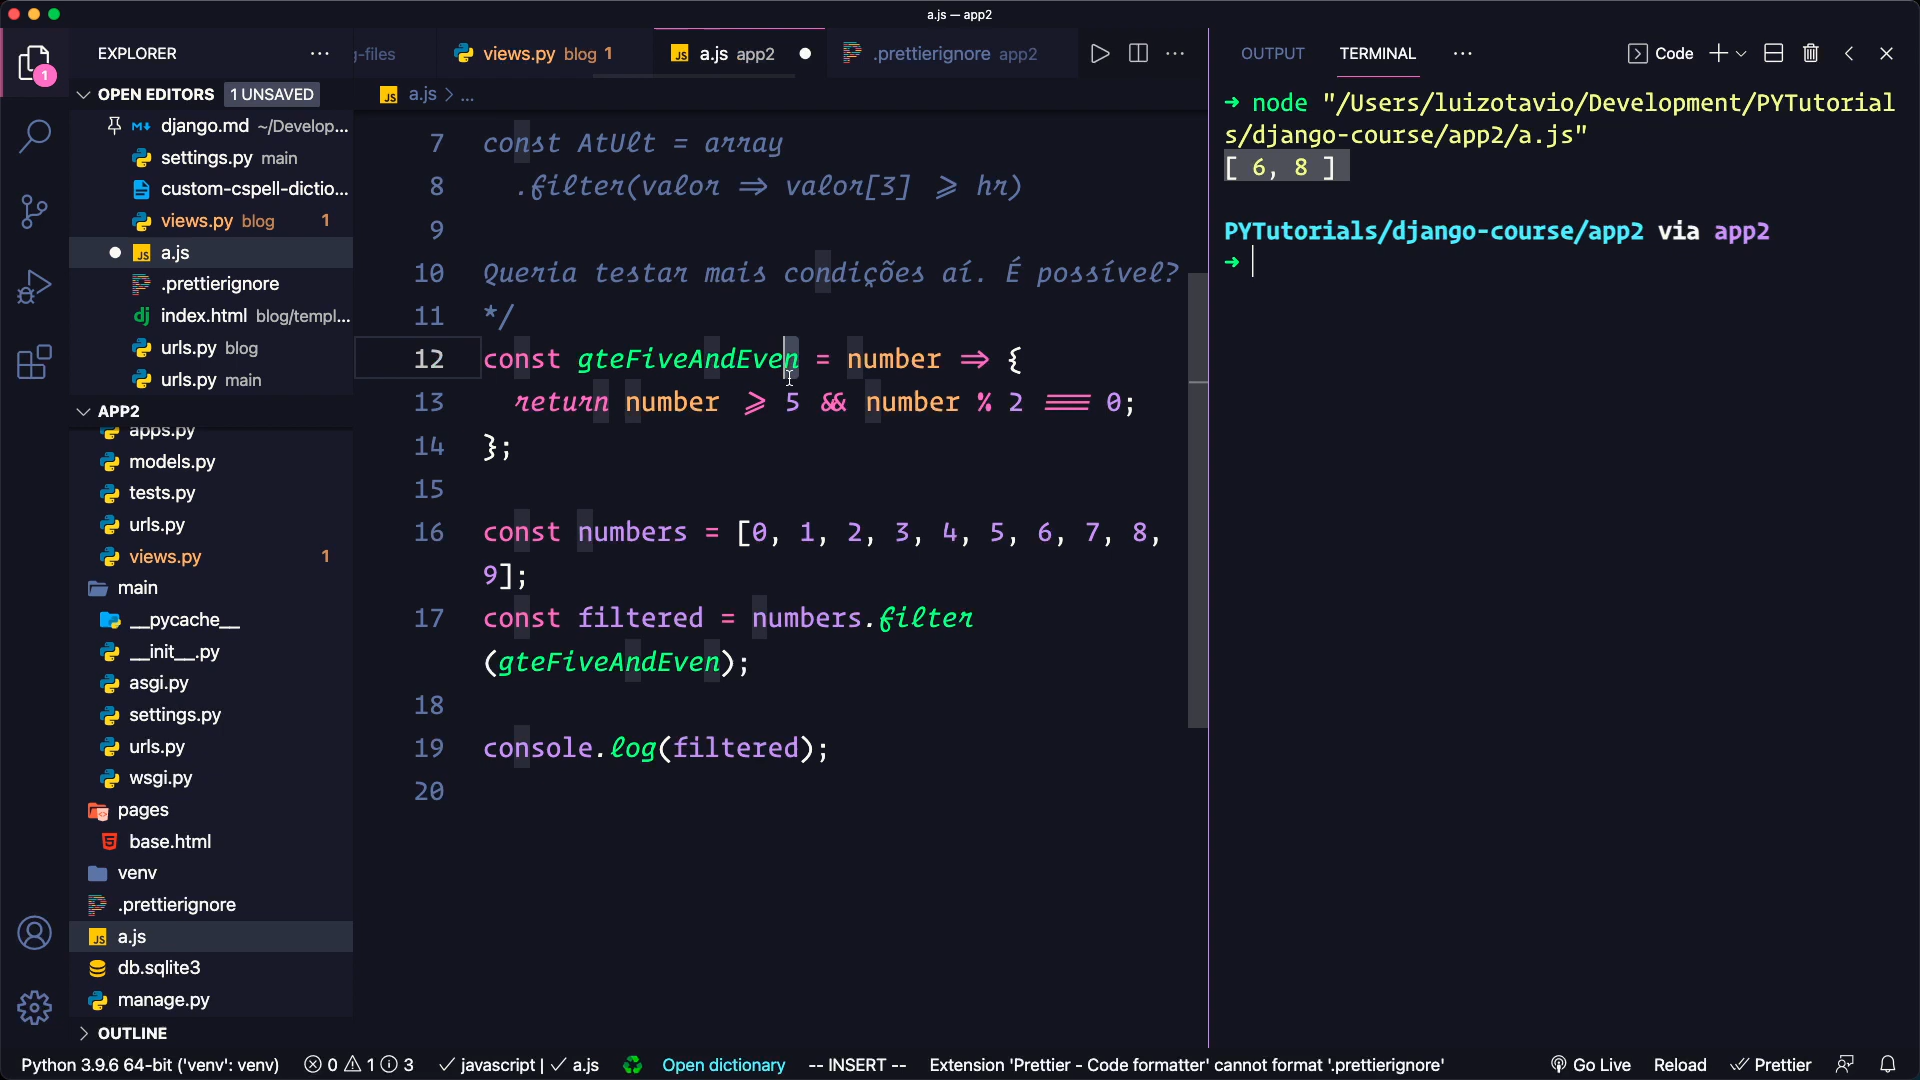 a.js — app2
EXPLORER
OPEN EDITORS 1 UNSAVED
django.md ~/Develop...
settings.py main
custom-cspell-dictio...
views.py blog 1
a.js
.prettierignore
index.html blog/templ...
urls.py blog
urls.py main
APP2
apps.py
models.py
tests.py
urls.py
views.py 1
main
__pycache__
__init__.py
asgi.py
settings.py
urls.py
wsgi.py
pages
base.html
venv
.prettierignore
a.js
db.sqlite3
manage.py
OUTLINE
-files
views.py blog 1
a.js app2
.prettierignore app2
a.js > ...
7 const AtUlt = array
8 .filter(valor => valor[3] >= hr)
9
10 Queria testar mais condições aí. É possível?
11 */
12 const gteFiveAndEven = number => {
13 return number >= 5 && number % 2 === 0;
14 };
15
16 const numbers = [0, 1, 2, 3, 4, 5, 6, 7, 8,
9];
17 const filtered = numbers.filter
(gteFiveAndEven);
18
19 console.log(filtered);
20
OUTPUT
TERMINAL
Code
→ node "/Users/luizotavio/Development/PYTutorial
s/django-course/app2/a.js"
[ 6, 8 ]
PYTutorials/django-course/app2 via app2
→
Python 3.9.6 64-bit ('venv': venv)
0 1 3
javascript | a.js
Open dictionary
-- INSERT --
Extension 'Prettier - Code formatter' cannot format '.prettierignore'
Go Live
Reload
Prettier